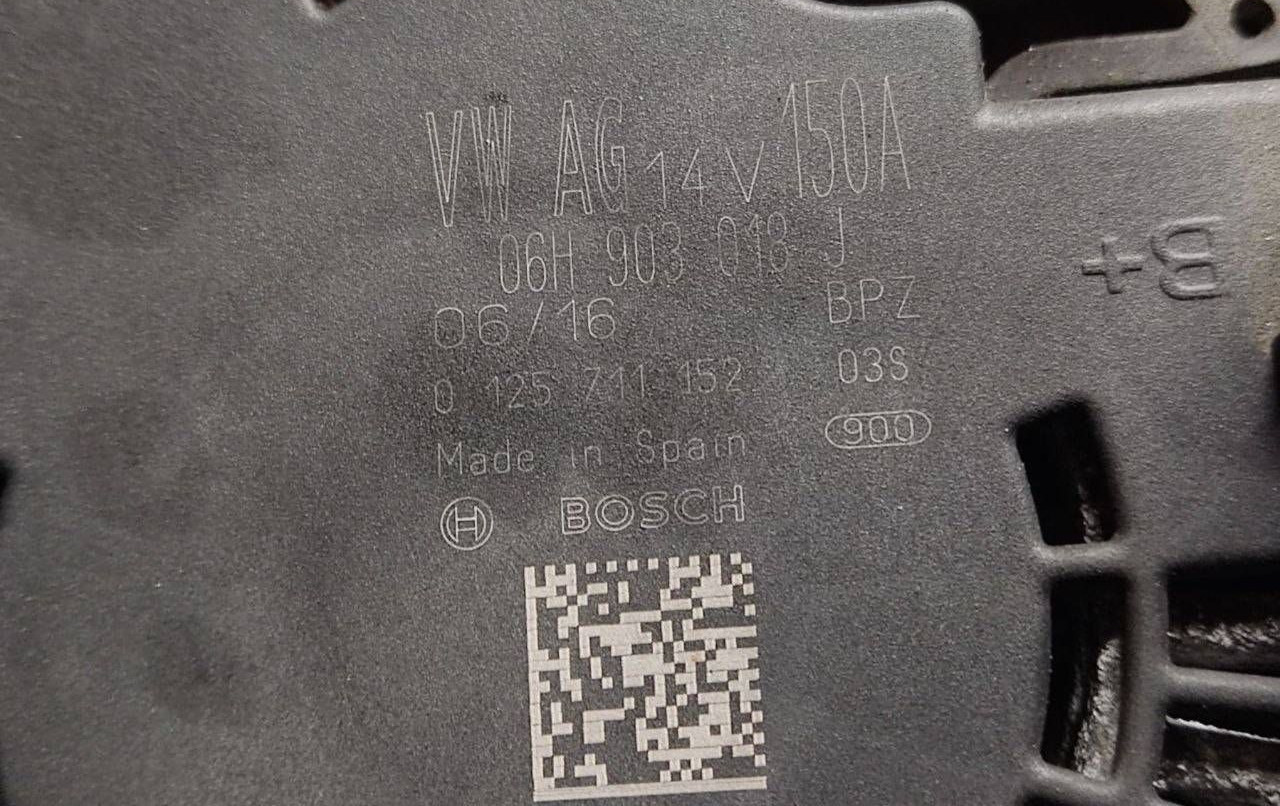 VW AG 14V 150A
06H 903 018 J
06/16 BPZ
0 125 711 152 03S
Made in Spain 900
BOSCH
B+